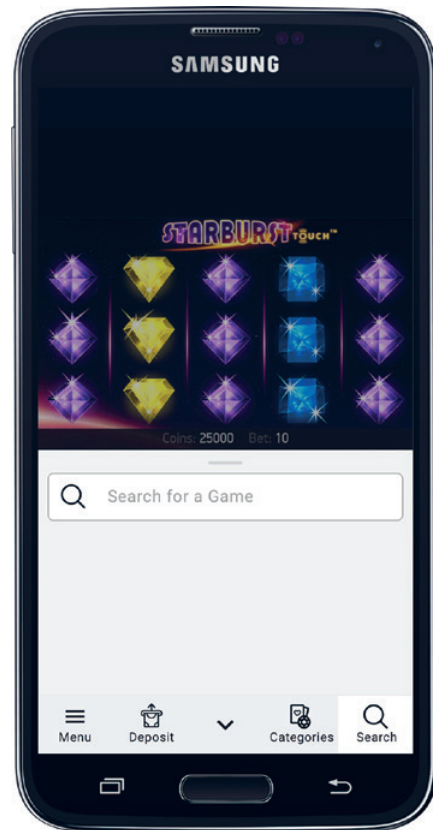 SAMSUNG
STARBURST TOUCH™
Coins: 25000 Bet: 10
Search for a Game
Menu Deposit Categories Search